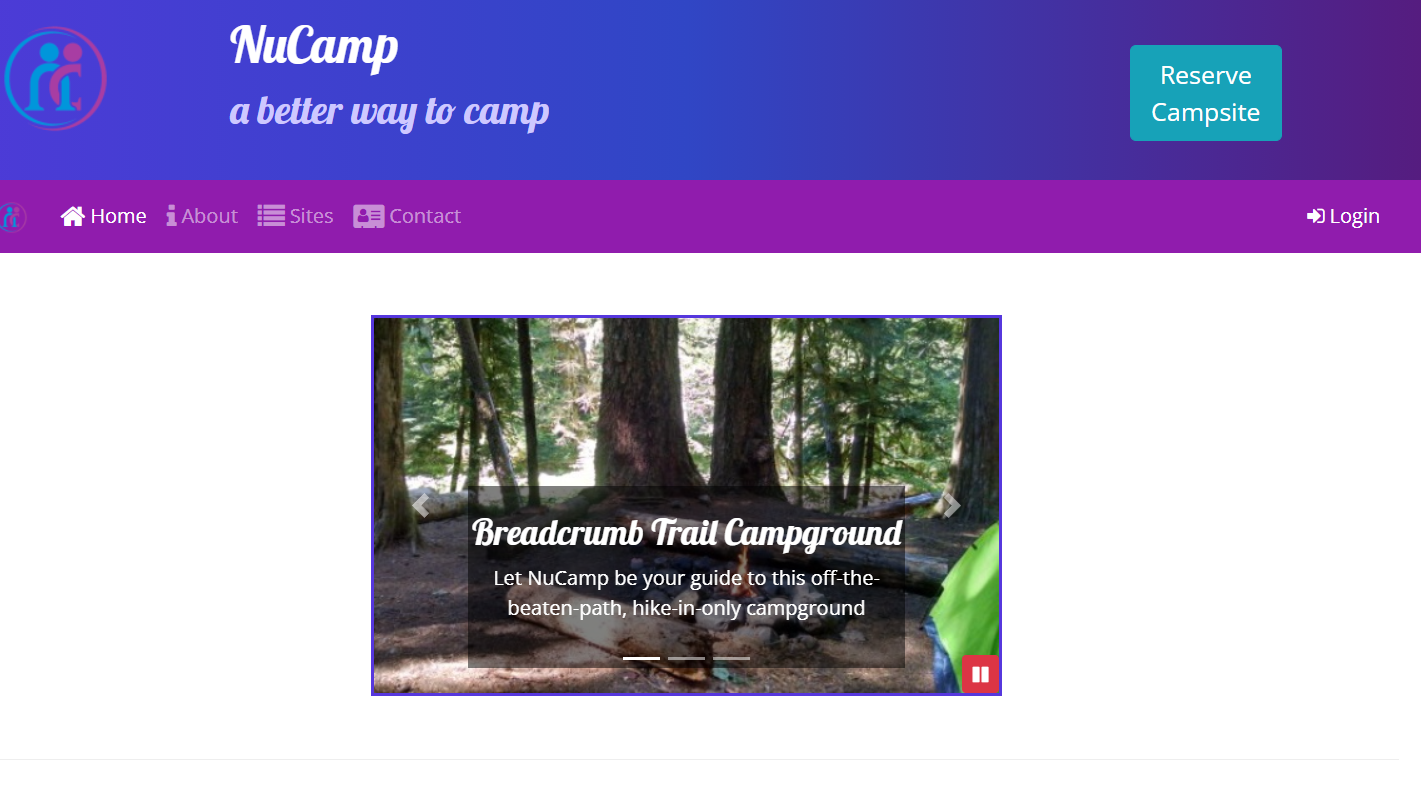 NuCamp
a better way to camp
Reserve
Campsite
Home About Sites Contact Login
Breadcrumb Trail Campground
Let NuCamp be your guide to this off-the-
beaten-path, hike-in-only campground